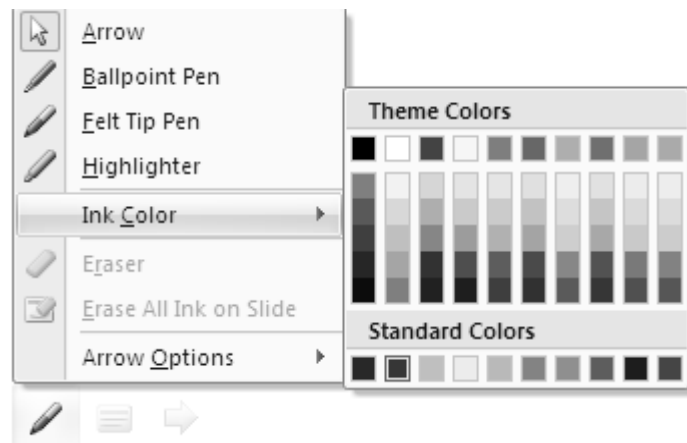 Arrow
Ballpoint Pen
Felt Tip Pen
Highlighter
Ink Color
Eraser
Erase All Ink on Slide
Arrow Options
Theme Colors
Standard Colors